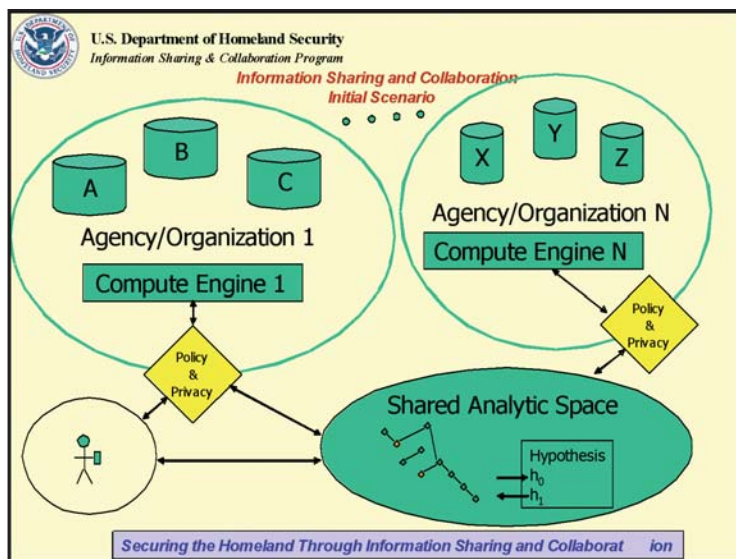 U.S. Department of Homeland Security
Information Sharing & Collaboration Program
Information Sharing and Collaboration
Initial Scenario
A
B
C
Agency/Organization 1
Compute Engine 1
X
Y
Z
Agency/Organization N
Compute Engine N
Policy
&
Privacy
Policy
&
Privacy
Shared Analytic Space
Hypothesis
h0
h1
Securing the Homeland Through Information Sharing and Collaborat ion